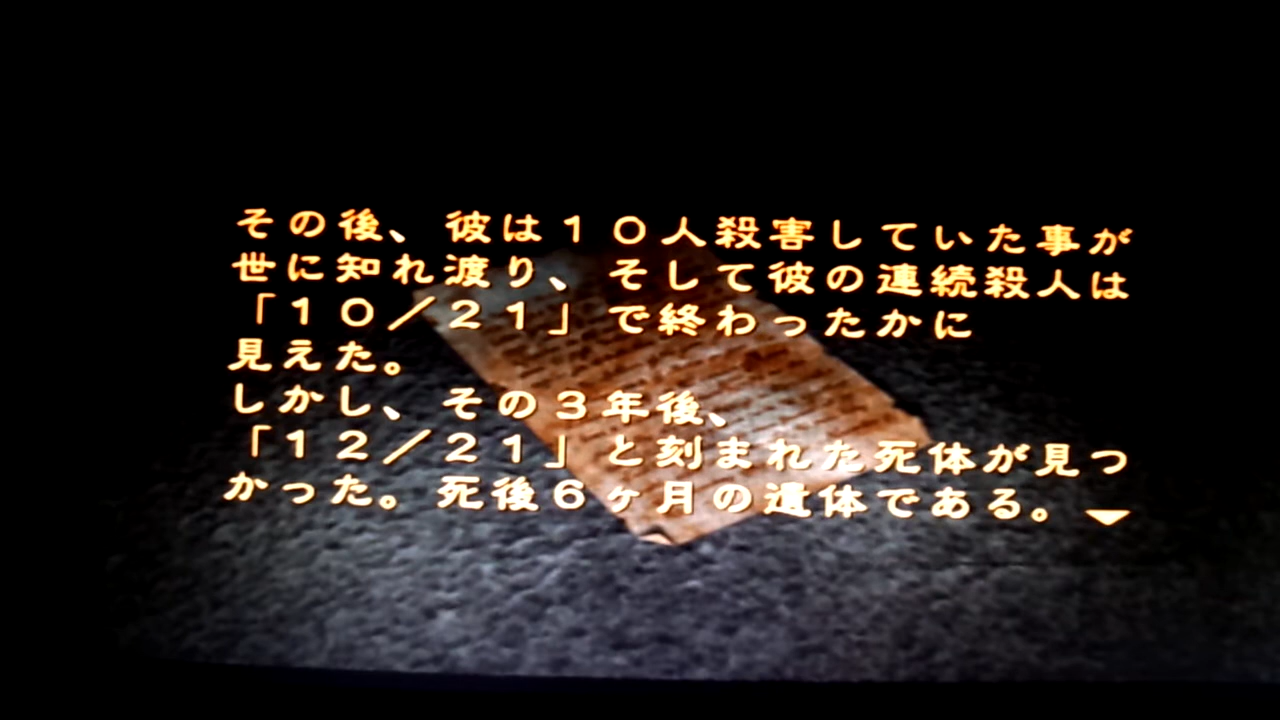 その後、彼は１０人殺害していた事が
世に知れ渡り、そして彼の連続殺人は
「１０／２１」で終わったかに
見えた。
しかし、その３年後、
「１２／２１」と刻まれた死体が見つ
かった。死後６ヶ月の遺体である。